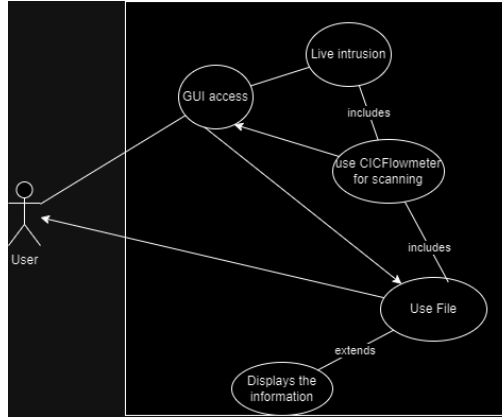 Live intrusion
GUI access
includes
use CICFlowmeter
for scanning
User
includes
Use File
extends
Displays the
information